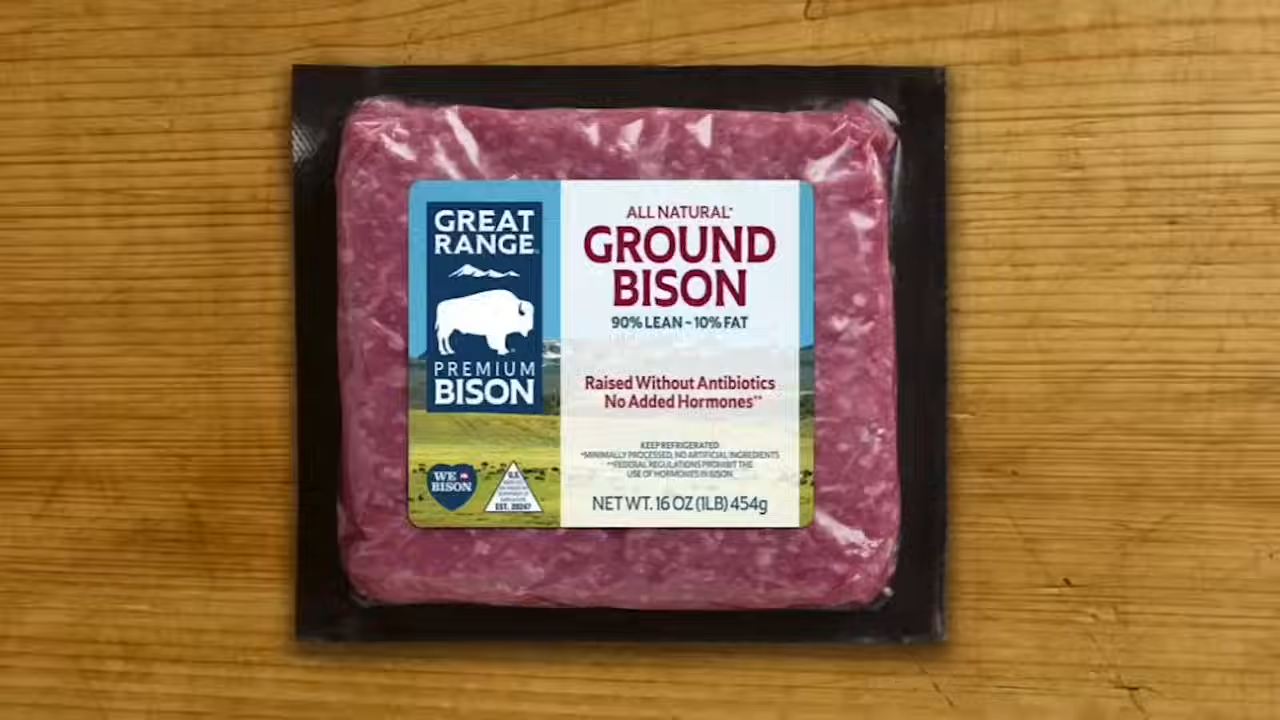 GREAT
RANGE
PREMIUM
BISON
WE
BISON
U.S.
EST. 20247
ALL NATURAL*
GROUND
BISON
90% LEAN - 10% FAT
Raised Without Antibiotics
No Added Hormones**
KEEP REFRIGERATED
*MINIMALLY PROCESSED, NO ARTIFICIAL INGREDIENTS
**FEDERAL REGULATIONS PROHIBIT THE
USE OF HORMONES IN BISON
NET WT. 16 OZ (1LB) 454g